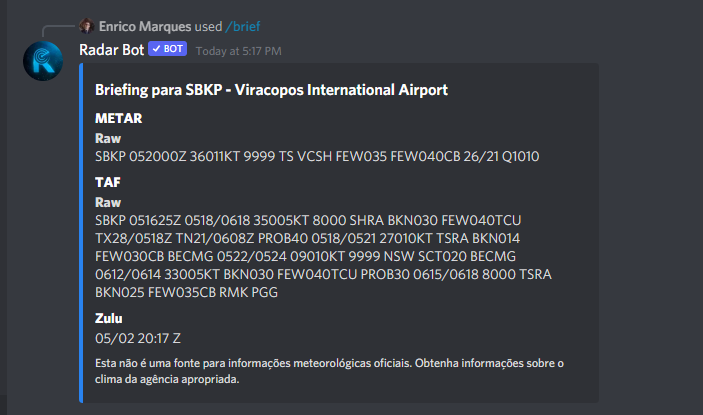 Enrico Marques used /brief
Radar Bot ✓ BOT Today at 5:17 PM
Briefing para SBKP - Viracopos International Airport
METAR
Raw
SBKP 052000Z 36011KT 9999 TS VCSH FEW035 FEW040CB 26/21 Q1010
TAF
Raw
SBKP 051625Z 0518/0618 35005KT 8000 SHRA BKN030 FEW040TCU
TX28/0518Z TN21/0608Z PROB40 0518/0521 27010KT TSRA BKN014
FEW030CB BECMG 0522/0524 09010KT 9999 NSW SCT020 BECMG
0612/0614 33005KT BKN030 FEW040TCU PROB30 0615/0618 8000 TSRA
BKN025 FEW035CB RMK PGG
Zulu
05/02 20:17 Z
Esta não é uma fonte para informações meteorológicas oficiais. Obtenha informações sobre o
clima da agência apropriada.